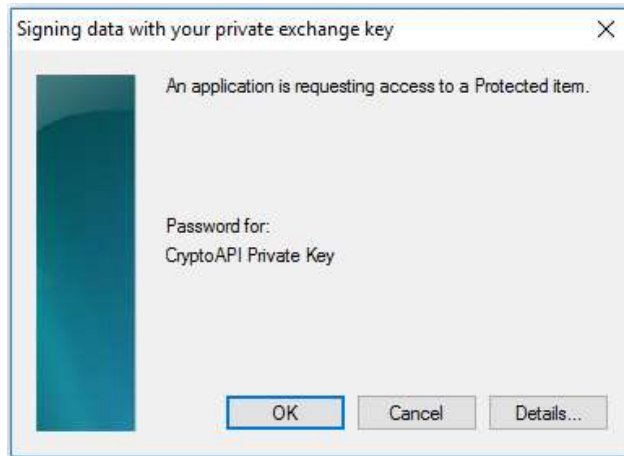 Signing data with your private exchange key
An application is requesting access to a Protected item.
Password for:
CryptoAPI Private Key
OK
Cancel
Details...